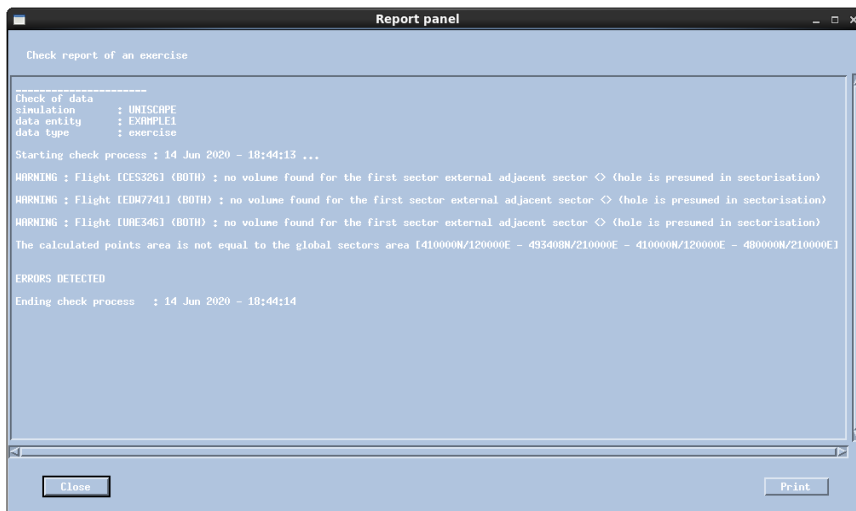 Report panel
Check report of an exercise
Check of data
simulation : UNISCAPE
data entity : EXAMPLE1
data type : exercise
Starting check process : 14 Jun 2020 - 18:44:13 ...
WARNING : Flight [CES326] (BOTH) : no volume found for the first sector external adjacent sector <> (hole is presumed in sectorisation)
WARNING : Flight [EDW7741] (BOTH) : no volume found for the first sector external adjacent sector <> (hole is presumed in sectorisation)
WARNING : Flight [UAE346] (BOTH) : no volume found for the first sector external adjacent sector <> (hole is presumed in sectorisation)
The calculated points area is not equal to the global sectors area [410000N/120000E - 493408N/210000E - 410000N/120000E - 480000N/210000E]
ERRORS DETECTED
Ending check process : 14 Jun 2020 - 18:44:14
Close
Print